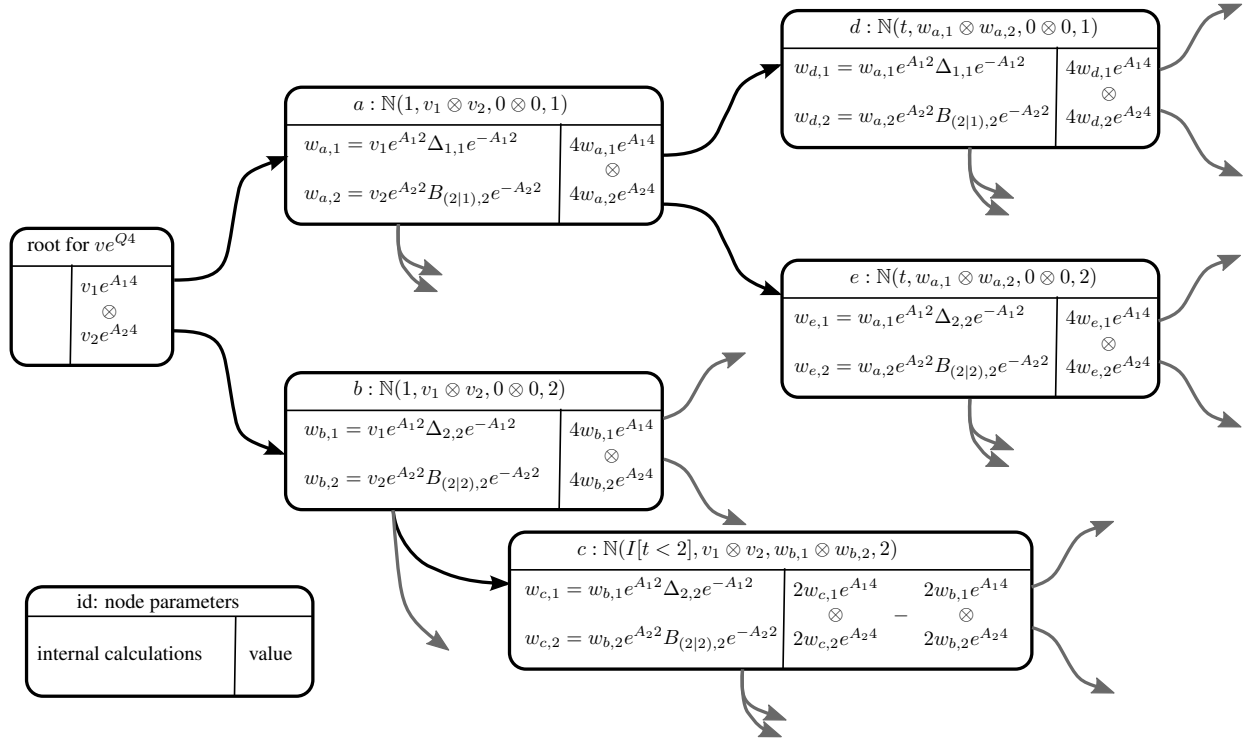 root for $ve^{Q4}$
$v_1e^{A_14}$
$\otimes$
$v_2e^{A_24}$
$a : \mathbb{N}(1, v_1 \otimes v_2, 0 \otimes 0, 1)$
$w_{a,1} = v_1e^{A_12}\Delta_{1,1}e^{-A_12}$
$w_{a,2} = v_2e^{A_22}B_{(2|1),2}e^{-A_22}$
$4w_{a,1}e^{A_14}$
$\otimes$
$4w_{a,2}e^{A_24}$
$d : \mathbb{N}(t, w_{a,1} \otimes w_{a,2}, 0 \otimes 0, 1)$
$w_{d,1} = w_{a,1}e^{A_12}\Delta_{1,1}e^{-A_12}$
$w_{d,2} = w_{a,2}e^{A_22}B_{(2|1),2}e^{-A_22}$
$4w_{d,1}e^{A_14}$
$\otimes$
$4w_{d,2}e^{A_24}$
$e : \mathbb{N}(t, w_{a,1} \otimes w_{a,2}, 0 \otimes 0, 2)$
$w_{e,1} = w_{a,1}e^{A_12}\Delta_{2,2}e^{-A_12}$
$w_{e,2} = w_{a,2}e^{A_22}B_{(2|2),2}e^{-A_22}$
$4w_{e,1}e^{A_14}$
$\otimes$
$4w_{e,2}e^{A_24}$
$b : \mathbb{N}(1, v_1 \otimes v_2, 0 \otimes 0, 2)$
$w_{b,1} = v_1e^{A_12}\Delta_{2,2}e^{-A_12}$
$w_{b,2} = v_2e^{A_22}B_{(2|2),2}e^{-A_22}$
$4w_{b,1}e^{A_14}$
$\otimes$
$4w_{b,2}e^{A_24}$
$c : \mathbb{N}(I[t < 2], v_1 \otimes v_2, w_{b,1} \otimes w_{b,2}, 2)$
$w_{c,1} = w_{b,1}e^{A_12}\Delta_{2,2}e^{-A_12}$
$w_{c,2} = w_{b,2}e^{A_22}B_{(2|2),2}e^{-A_22}$
$2w_{c,1}e^{A_14}$ $2w_{b,1}e^{A_14}$
$\otimes$ $-$ $\otimes$
$2w_{c,2}e^{A_24}$ $2w_{b,2}e^{A_24}$
id: node parameters
internal calculations
value